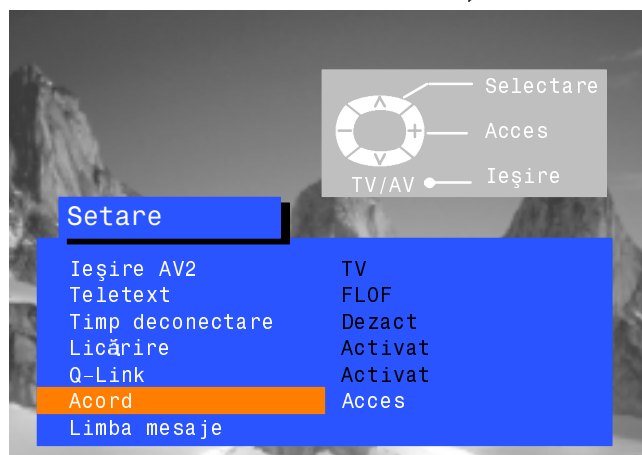 Selectare
Acces
TV/AV Ieşire
Setare
Ieşire AV2 TV
Teletext FLOF
Timp deconectare Dezact
Licărire Activat
Q-Link Activat
Acord Acces
Limba mesaje